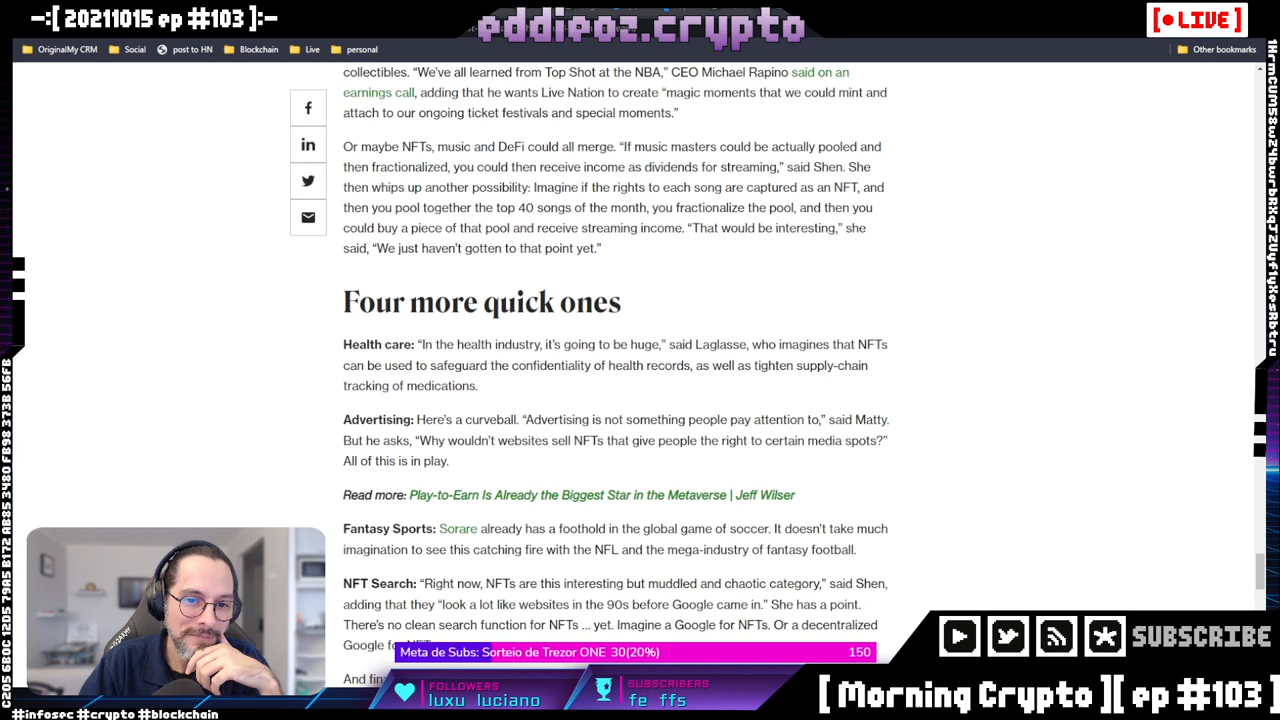 -:[ 20211015 ep #103 ]:-
eddieoz.crypto
[● LIVE]
OriginalMy CRM
Social
post to HN
Blockchain
Live
personal
Other bookmarks
collectibles. “We’ve all learned from Top Shot at the NBA,” CEO Michael Rapino said on an
earnings call, adding that he wants Live Nation to create “magic moments that we could mint and
attach to our ongoing ticket festivals and special moments.”
Or maybe NFTs, music and DeFi could all merge. “If music masters could be actually pooled and
then fractionalized, you could then receive income as dividends for streaming,” said Shen. She
then whips up another possibility: Imagine if the rights to each song are captured as an NFT, and
then you pool together the top 40 songs of the month, you fractionalize the pool, and then you
could buy a piece of that pool and receive streaming income. “That would be interesting,” she
said, “We just haven’t gotten to that point yet.”
Four more quick ones
Health care: “In the health industry, it’s going to be huge,” said Laglasse, who imagines that NFTs
can be used to safeguard the confidentiality of health records, as well as tighten supply-chain
tracking of medications.
Advertising: Here’s a curveball. “Advertising is not something people pay attention to,” said Matty.
But he asks, “Why wouldn’t websites sell NFTs that give people the right to certain media spots?”
All of this is in play.
Read more: Play-to-Earn Is Already the Biggest Star in the Metaverse | Jeff Wilser
Fantasy Sports: Sorare already has a foothold in the global game of soccer. It doesn’t take much
imagination to see this catching fire with the NFL and the mega-industry of fantasy football.
NFT Search: “Right now, NFTs are this interesting but muddled and chaotic category,” said Shen,
adding that they “look a lot like websites in the 90s before Google came in.” She has a point.
There’s no clean search function for NFTs ... yet. Imagine a Google for NFTs. Or a decentralized
Google
And
Meta de Subs: Sorteio de Trezor ONE 30(20%)
150
FOLLOWERS
luxu luciano
SUBSCRIBERS
fe ffs
SUBSCRIBE
[ Morning Crypto ][ ep #103 ]
#infosec #crypto #blockchain